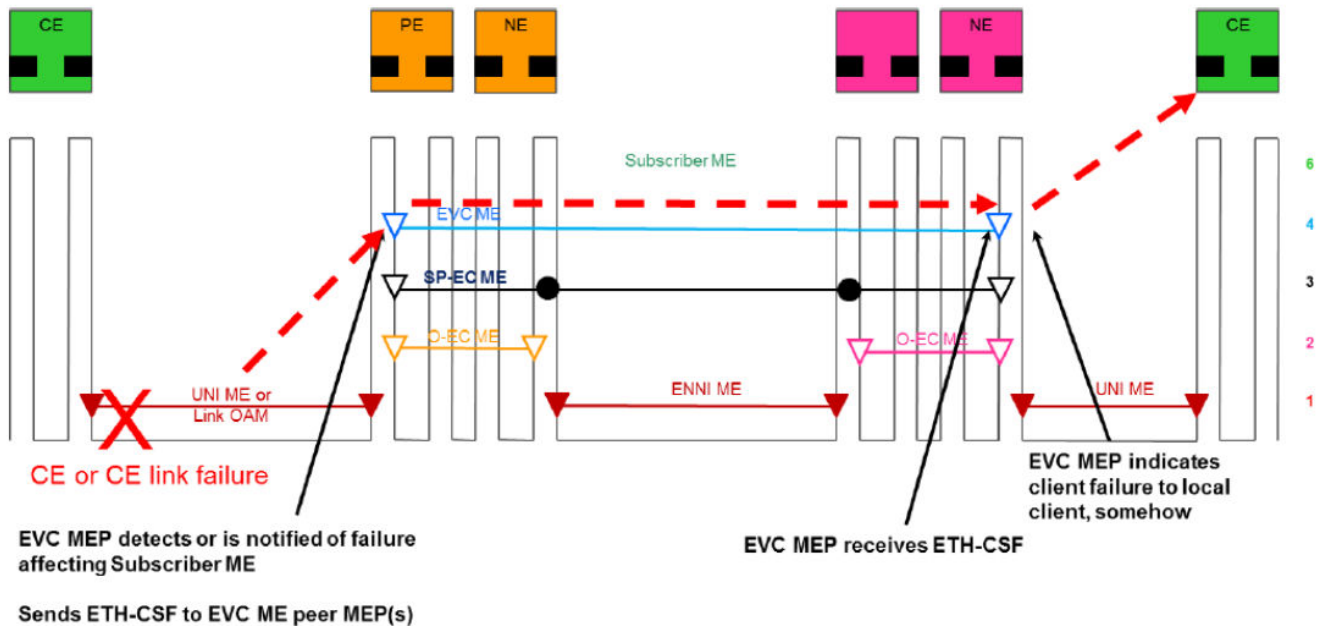 CE
PE
NE
NE
CE
Subscriber ME
6
EVC ME
4
SP-EC ME
3
O-EC ME
O-EC ME
2
UNI ME or
Link OAM
ENNI ME
UNI ME
1
CE or CE link failure
EVC MEP detects or is notified of failure
affecting Subscriber ME
Sends ETH-CSF to EVC ME peer MEP(s)
EVC MEP receives ETH-CSF
EVC MEP indicates
client failure to local
client, somehow